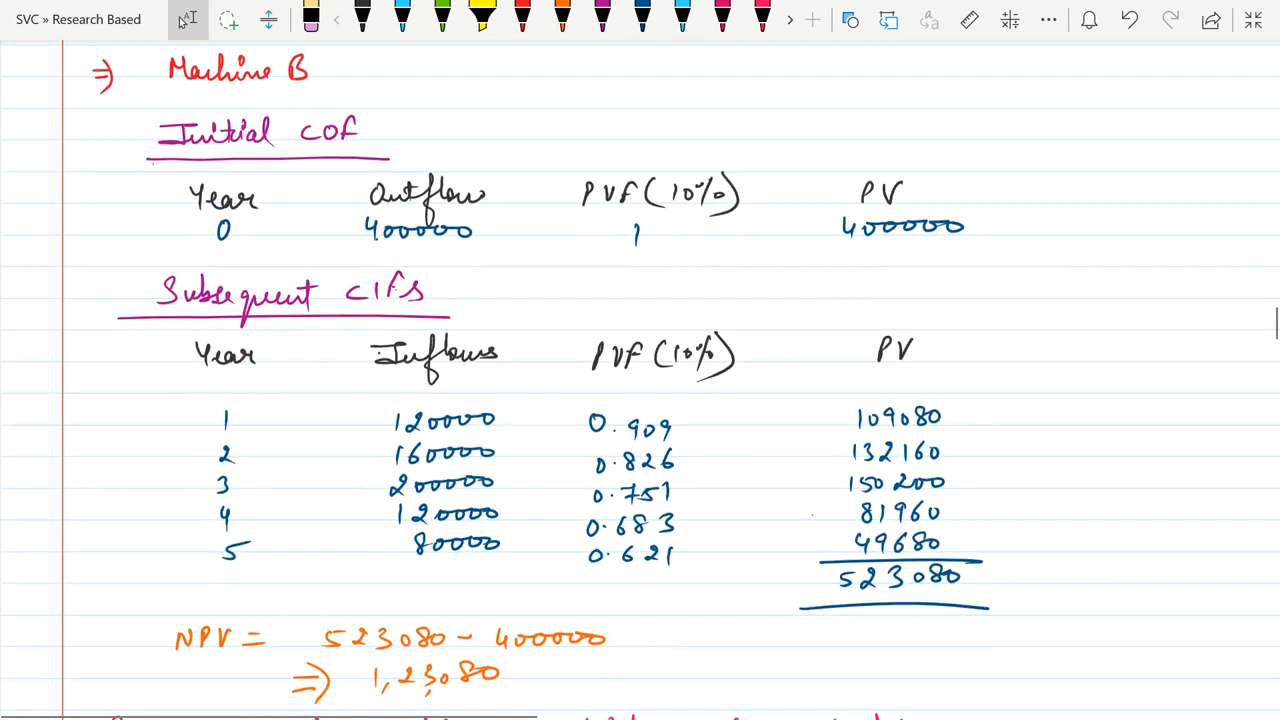 SVC » Research Based
⇒ Machine B
Initial COF
Year Outflow PVF (10%) PV
0 400000 1 400000
Subsequent CIFs
Year Inflows PVF (10%) PV
1 120000 0.909 109080
2 160000 0.826 132160
3 200000 0.751 150200
4 120000 0.683 81960
5 80000 0.621 49680
523080
NPV = 523080 - 400000
⇒ 1,23,080